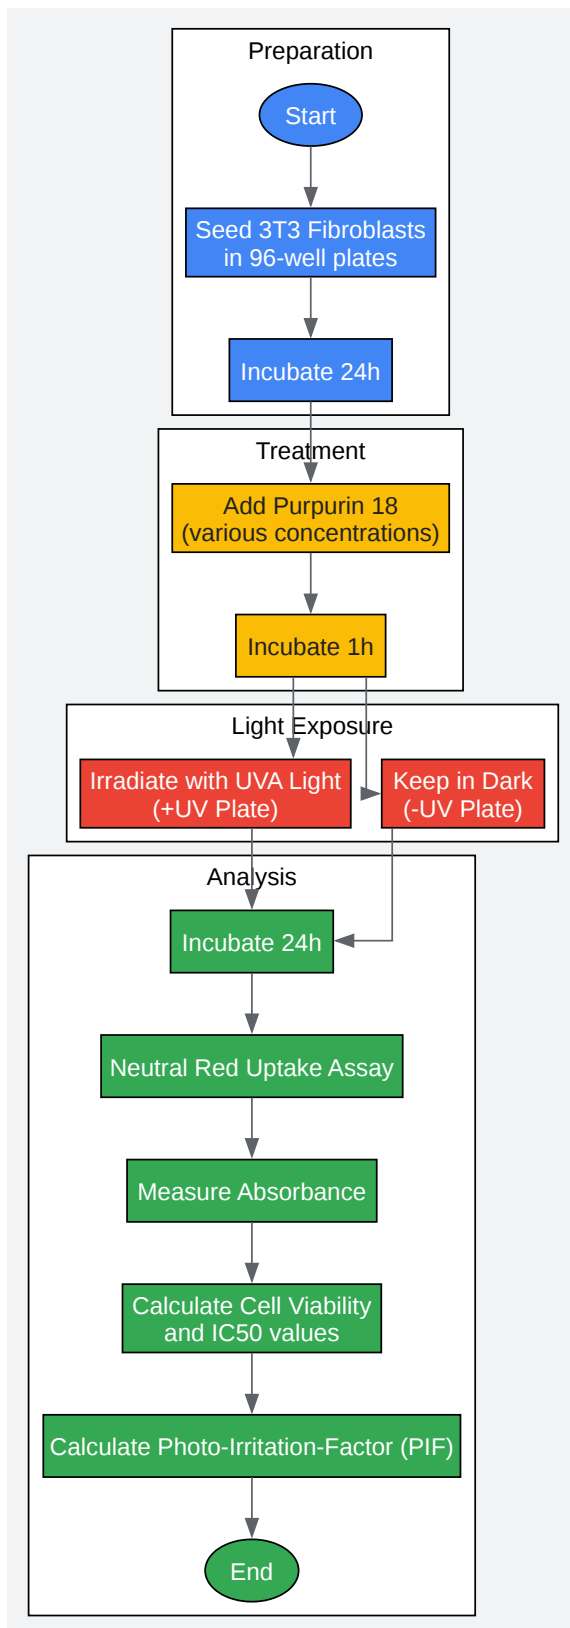 Preparation
Start
Seed 3T3 Fibroblasts
in 96-well plates
Incubate 24h
Treatment
Add Purpurin 18
(various concentrations)
Incubate 1h
Light Exposure
Irradiate with UVA Light
(+UV Plate)
Keep in Dark
(-UV Plate)
Analysis
Incubate 24h
Neutral Red Uptake Assay
Measure Absorbance
Calculate Cell Viability
and IC50 values
Calculate Photo-Irritation-Factor (PIF)
End